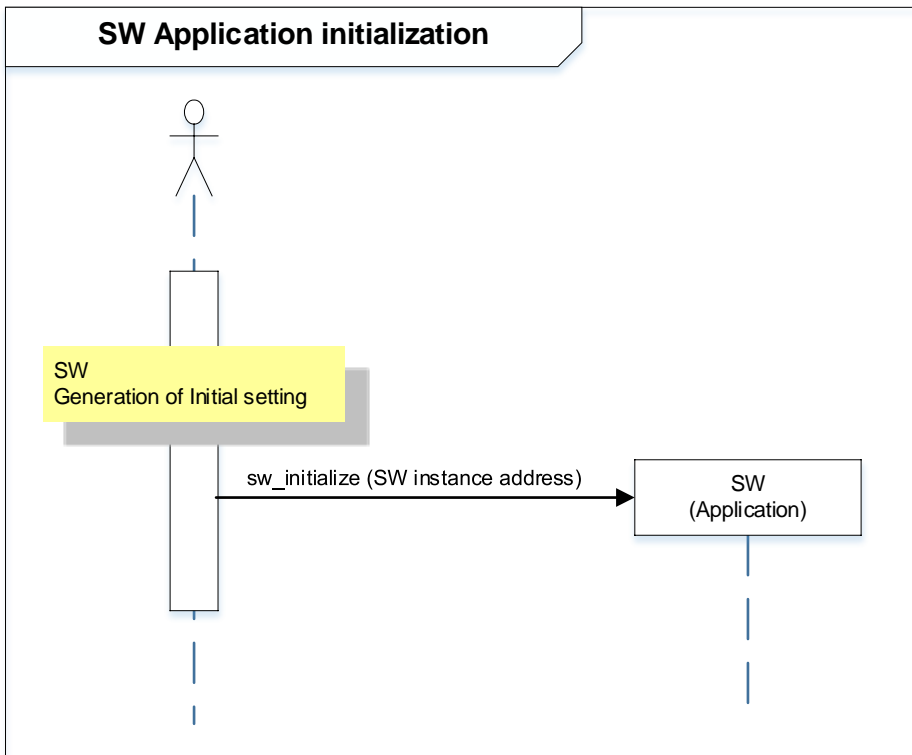 SW Application initialization
SW
Generation of Initial setting
sw_initialize (SW instance address)
SW
(Application)